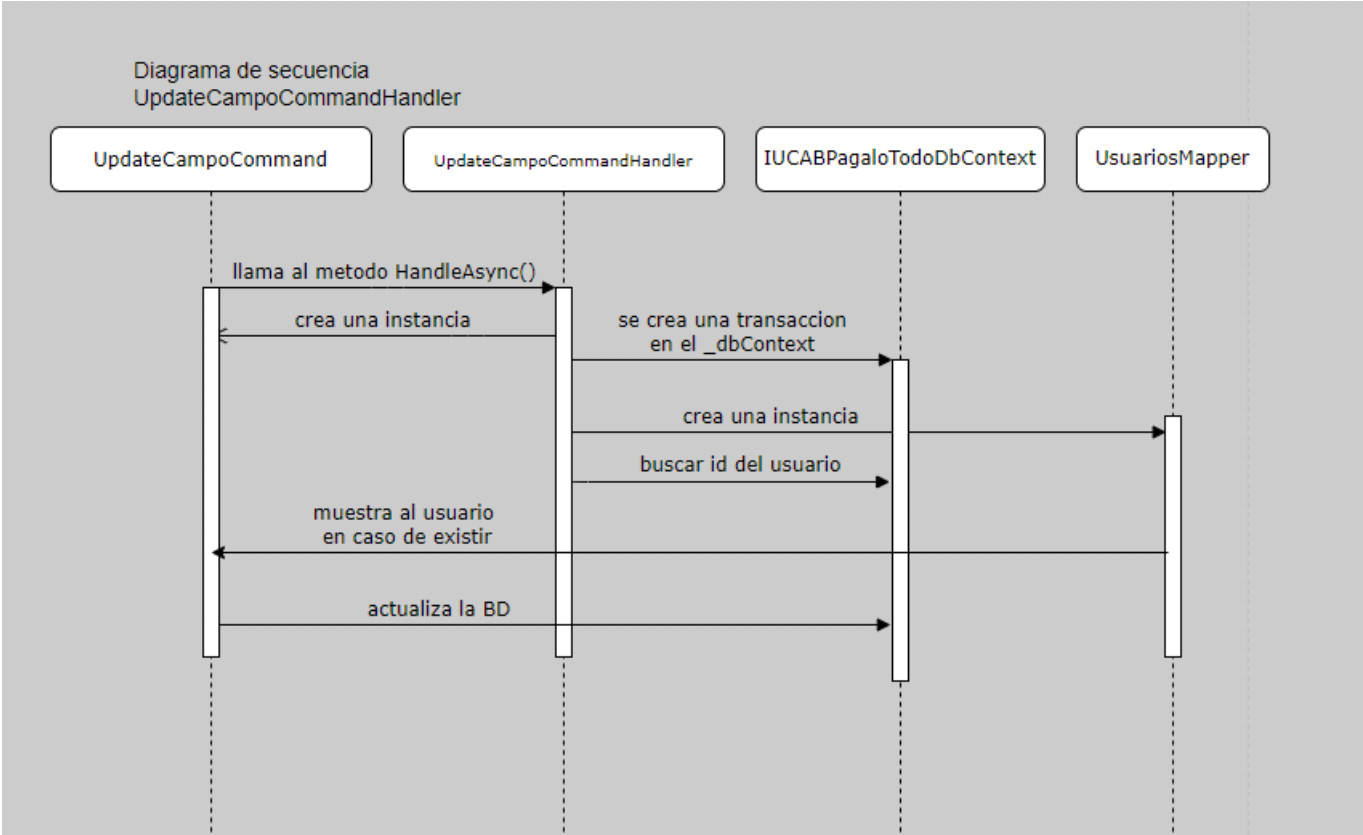 Diagrama de secuencia
UpdateCampoCommandHandler
UpdateCampoCommand
UpdateCampoCommandHandler
IUCABPagaloTodoDbContext
UsuariosMapper
llama al metodo HandleAsync()
crea una instancia
se crea una transaccion
en el _dbContext
crea una instancia
buscar id del usuario
muestra al usuario
en caso de existir
actualiza la BD